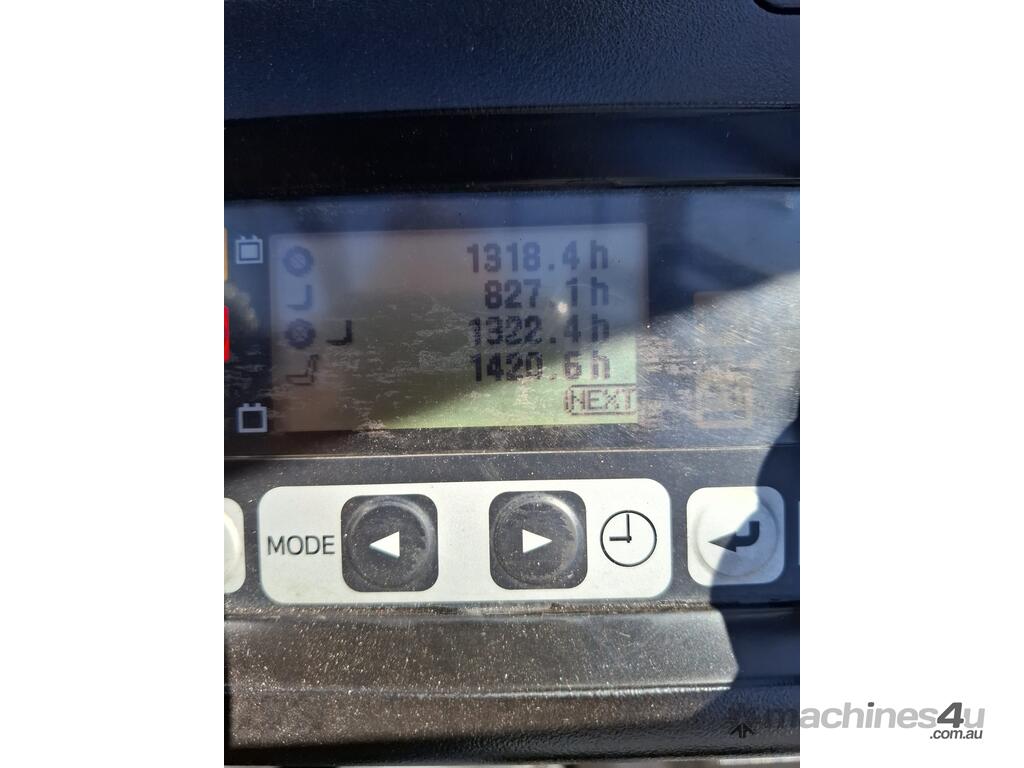 1318.4 h
827.1 h
1322.4 h
1420.6 h
NEXT
MODE
machines4u
.com.au